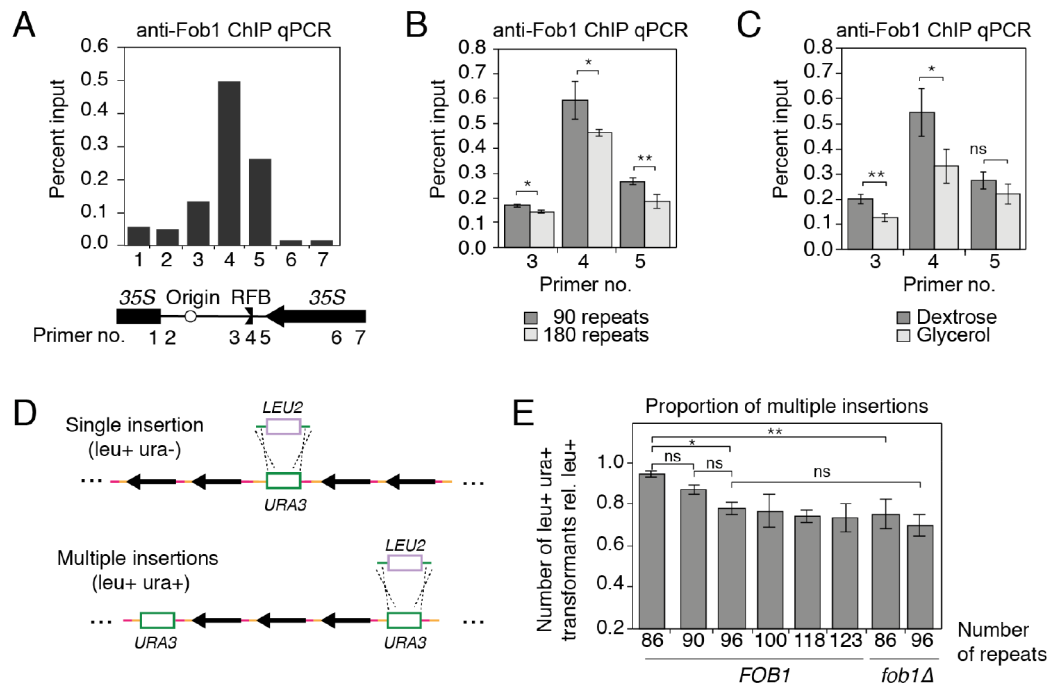 A
anti-Fob1 ChIP qPCR
Percent input
0.6
0.5
0.4
0.3
0.2
0.1
0.0
1 2 3 4 5 6 7
35S Origin RFB 35S
Primer no. 1 2 3 4 5 6 7
B
anti-Fob1 ChIP qPCR
Percent input
0.8
0.7
0.6
0.5
0.4
0.3
0.2
0.1
0.0
* * **
3 4 5
Primer no.
90 repeats
180 repeats
C
anti-Fob1 ChIP qPCR
Percent input
0.8
0.7
0.6
0.5
0.4
0.3
0.2
0.1
0.0
** * ns
3 4 5
Primer no.
Dextrose
Glycerol
D
Single insertion
(leu+ ura-)
LEU2
... ...
URA3
Multiple insertions
(leu+ ura+)
LEU2
... ...
URA3 URA3
E
Proportion of multiple insertions
Number of leu+ ura+
transformants rel. leu+
1.0
0.8
0.6
0.4
0.2
**
*
ns ns ns
86 90 96 100 118 123 86 96
Number
of repeats
FOB1 fob1Δ